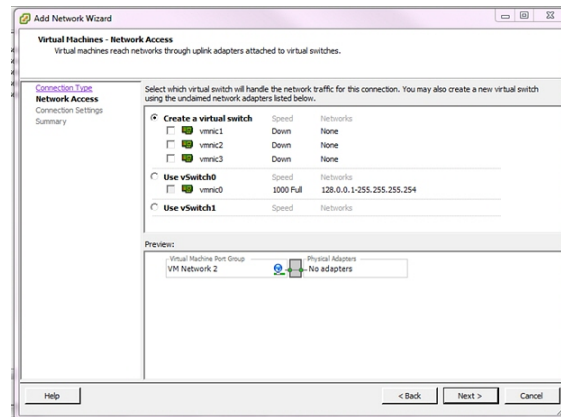 Add Network Wizard
Virtual Machines - Network Access
Virtual machines reach networks through uplink adapters attached to virtual switches.
Connection Type
Network Access
Connection Settings
Summary
Select which virtual switch will handle the network traffic for this connection. You may also create a new virtual switch
using the unclaimed network adapters listed below.
Create a virtual switch Speed Networks
vmnic1 Down None
vmnic2 Down None
vmnic3 Down None
Use vSwitch0 Speed Networks
vmnic0 1000 Full 128.0.0.1-255.255.255.254
Use vSwitch1 Speed Networks
Preview:
Virtual Machine Port Group Physical Adapters
VM Network 2 No adapters
Help < Back Next > Cancel